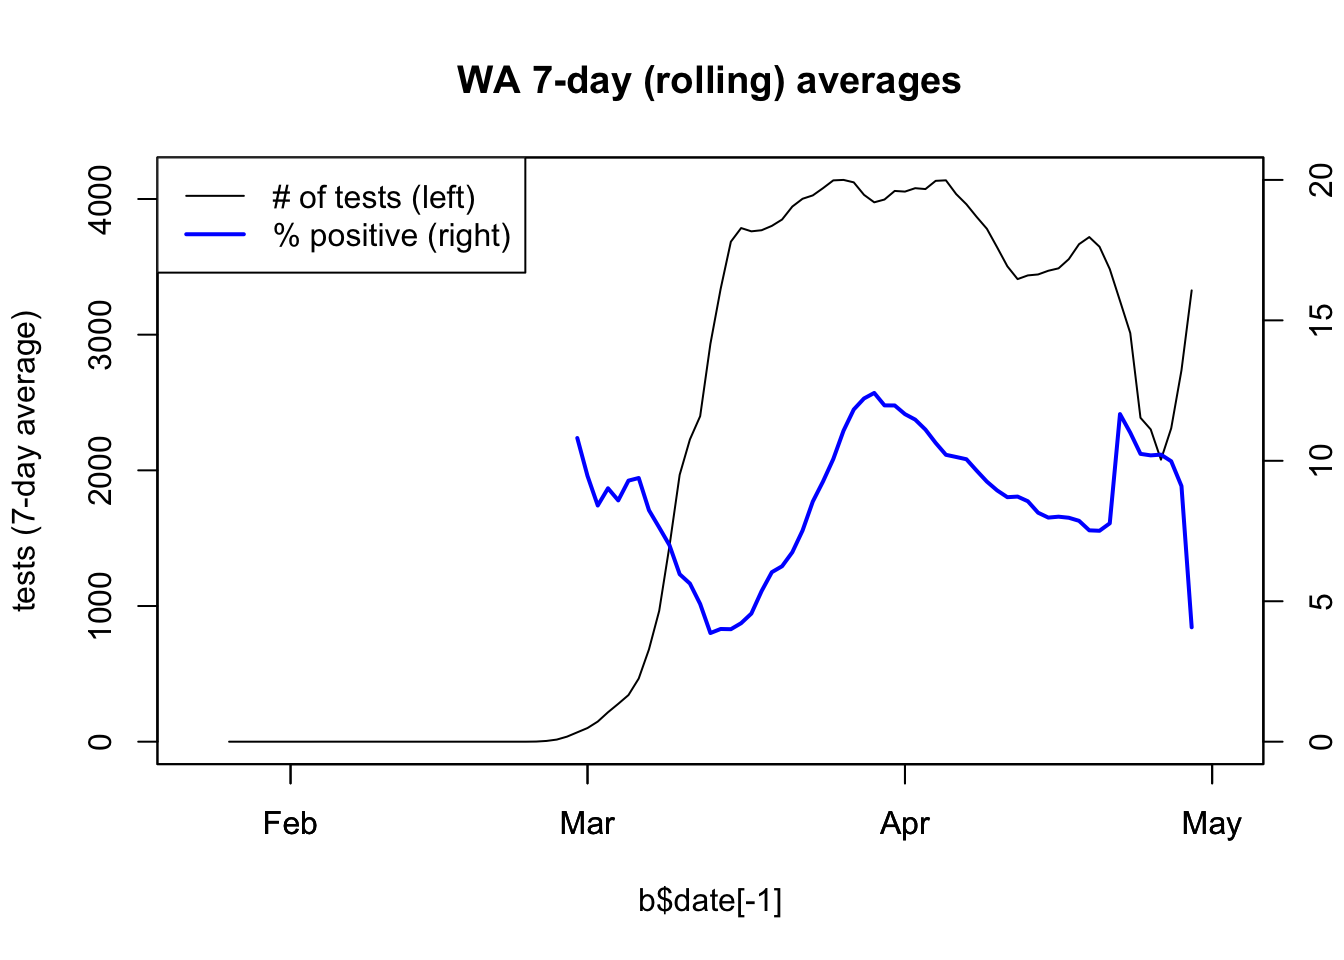 WA 7-day (rolling) averages
# of tests (left)
% positive (right)
tests (7-day average)
4000
3000
2000
1000
0
20
15
10
5
0
Feb Mar Apr May
b$date[-1]